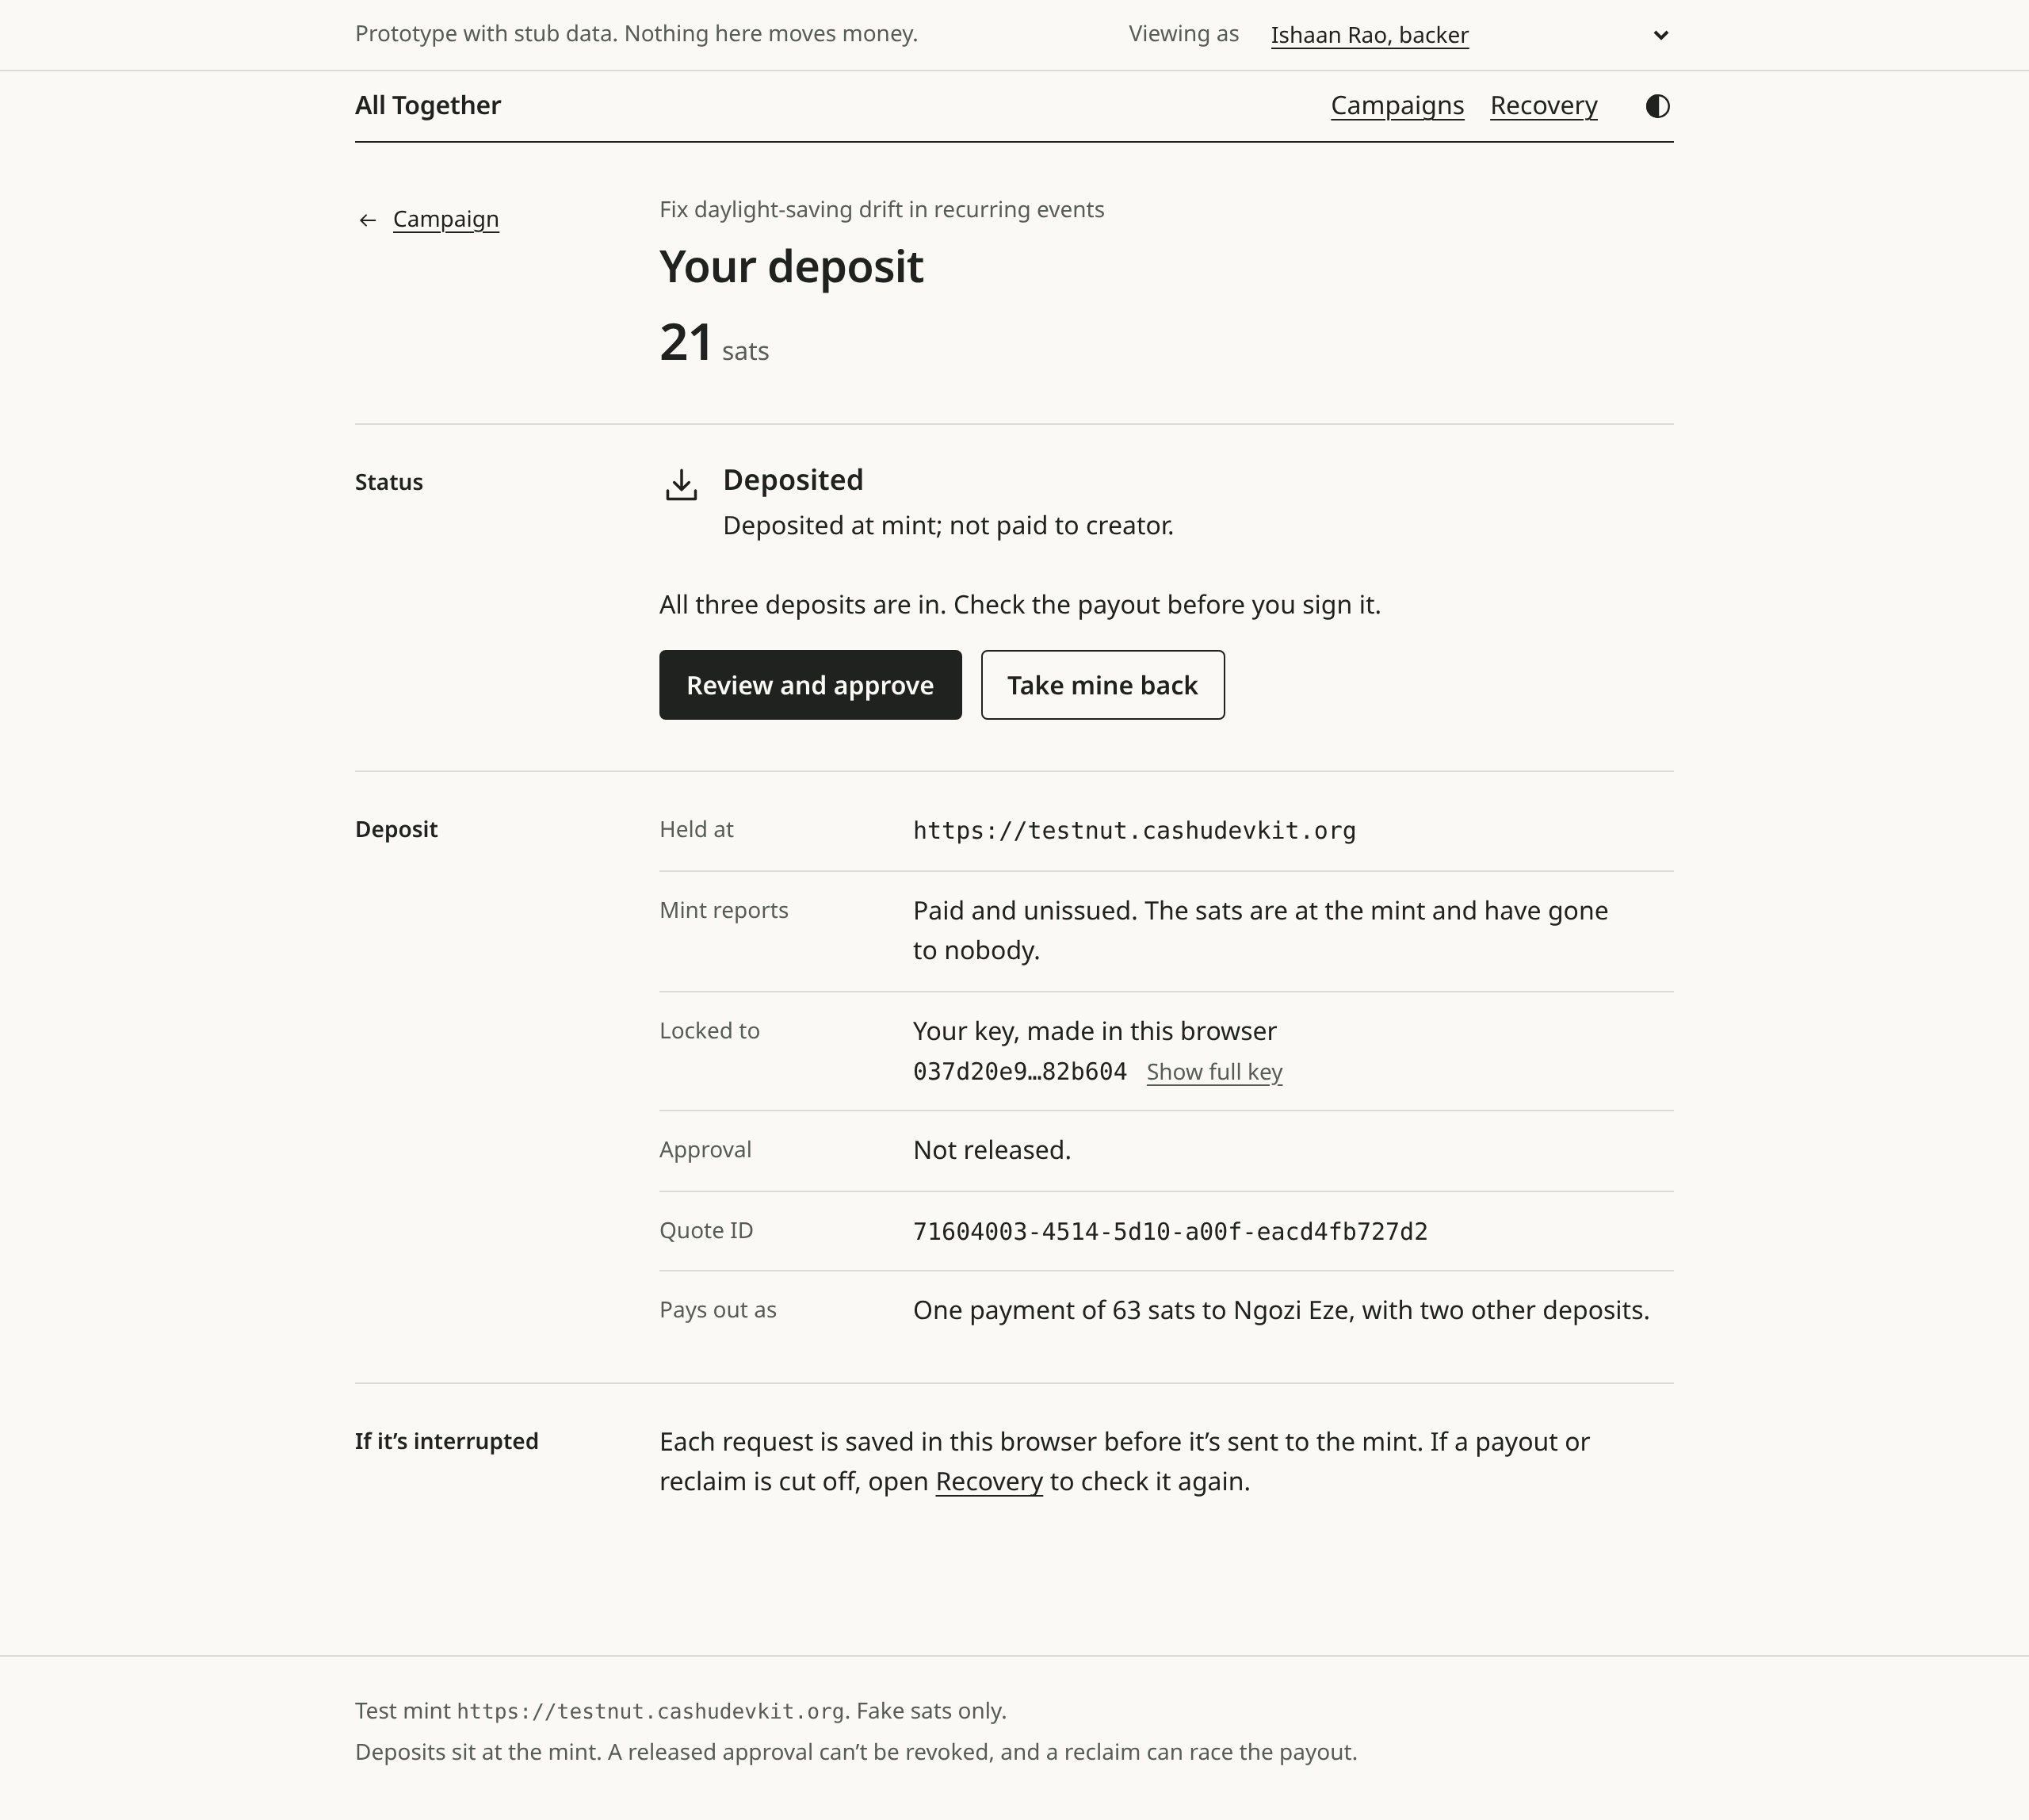 Prototype with stub data. Nothing here moves money.
Viewing as Ishaan Rao, backer
All Together
Campaigns Recovery
← Campaign
Fix daylight-saving drift in recurring events
Your deposit
21 sats
Status
Deposited
Deposited at mint; not paid to creator.
All three deposits are in. Check the payout before you sign it.
Review and approve
Take mine back
Deposit
Held at https://testnut.cashudevkit.org
Mint reports Paid and unissued. The sats are at the mint and have gone
to nobody.
Locked to Your key, made in this browser
037d20e9…82b604 Show full key
Approval Not released.
Quote ID 71604003-4514-5d10-a00f-eacd4fb727d2
Pays out as One payment of 63 sats to Ngozi Eze, with two other deposits.
If it’s interrupted
Each request is saved in this browser before it’s sent to the mint. If a payout or
reclaim is cut off, open Recovery to check it again.
Test mint https://testnut.cashudevkit.org. Fake sats only.
Deposits sit at the mint. A released approval can’t be revoked, and a reclaim can race the payout.